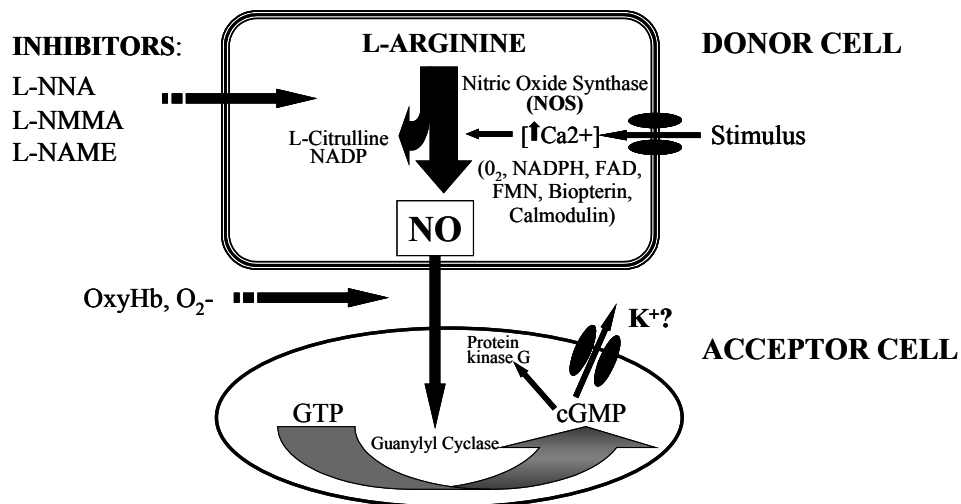 INHIBITORS:
L-NNA
L-NMMA
L-NAME
L-ARGININE
DONOR CELL
Nitric Oxide Synthase
(NOS)
L-Citrulline
NADP
[⬆Ca2+]
Stimulus
(0₂, NADPH, FAD,
FMN, Biopterin,
Calmodulin)
NO
OxyHb, O₂-
K⁺?
Protein
kinase G
ACCEPTOR CELL
GTP
cGMP
Guanylyl Cyclase